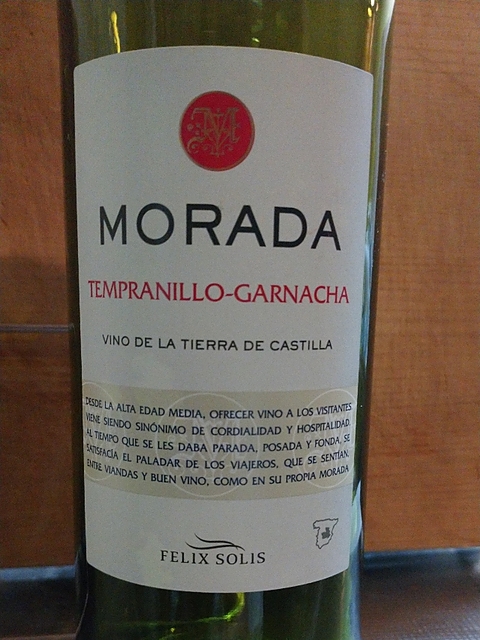 M
MORADA
TEMPRANILLO-GARNACHA
VINO DE LA TIERRA DE CASTILLA
DESDE LA ALTA EDAD MEDIA, OFRECER VINO A LOS VISITANTES
VIENE SIENDO SINÓNIMO DE CORDIALIDAD Y HOSPITALIDAD.
AL TIEMPO QUE SE LES DABA PARADA, POSADA Y FONDA, SE
SATISFACÍA EL PALADAR DE LOS VIAJEROS, QUE SE SENTÍAN,
ENTRE VIANDAS Y BUEN VINO, COMO EN SU PROPIA MORADA
FELIX SOLIS